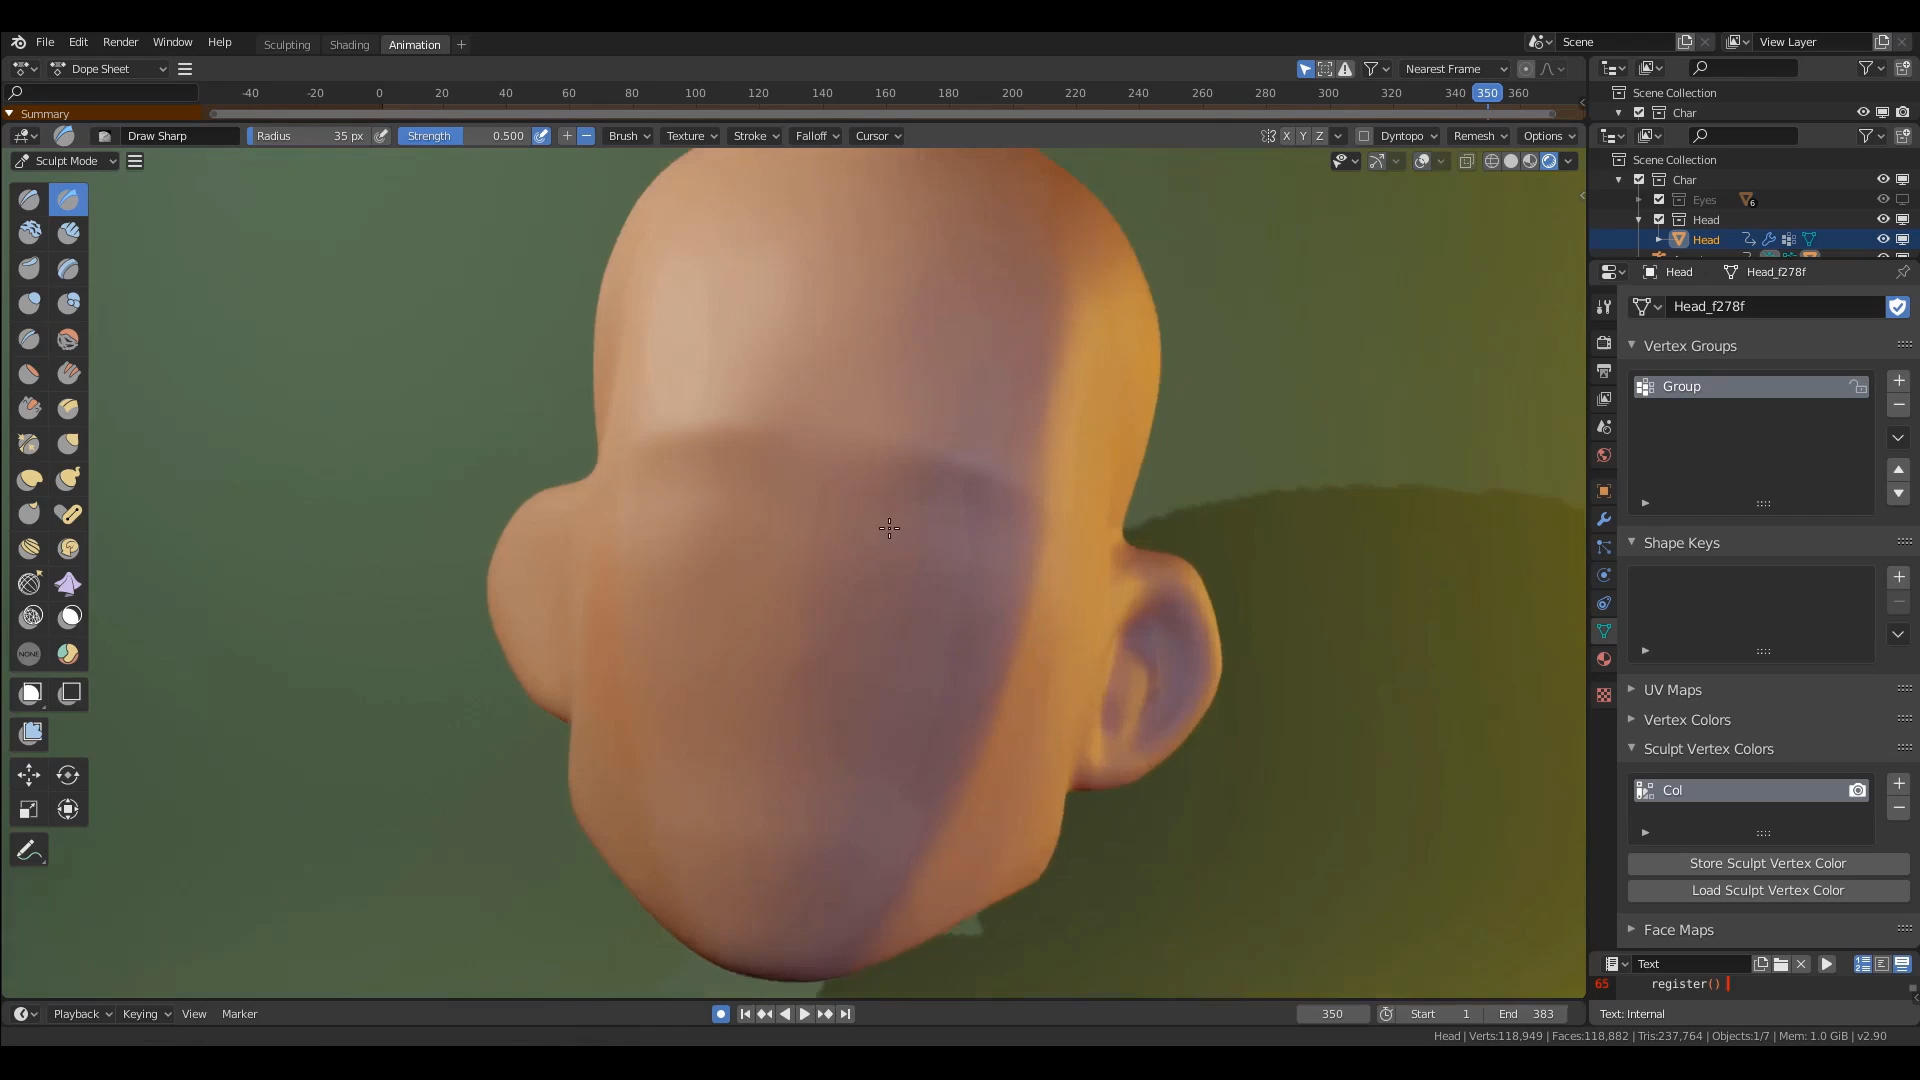 File Edit Render Window Help Sculpting Shading Animation + Scene View Layer
Dope Sheet Nearest Frame
-40 -20 0 20 40 60 80 100 120 140 160 180 200 220 240 260 280 300 320 340 350 360
Scene Collection
Summary
Char
Draw Sharp Radius 35 px Strength 0.500 Brush Texture Stroke Falloff Cursor X Y Z Dyntopo Remesh Options
Sculpt Mode
Scene Collection
Char
Eyes 6
Head
Head
Head Head_f278f
Head_f278f
Vertex Groups
Group
Shape Keys
UV Maps
Vertex Colors
Sculpt Vertex Colors
Col
Store Sculpt Vertex Color
Load Sculpt Vertex Color
Face Maps
NONE
Text
65 register()
Playback Keying View Marker 350 Start 1 End 383
Text: Internal
Head | Verts:118,949 | Faces:118,882 | Tris:237,764 | Objects:1/7 | Mem: 1.0 GiB | v2.90